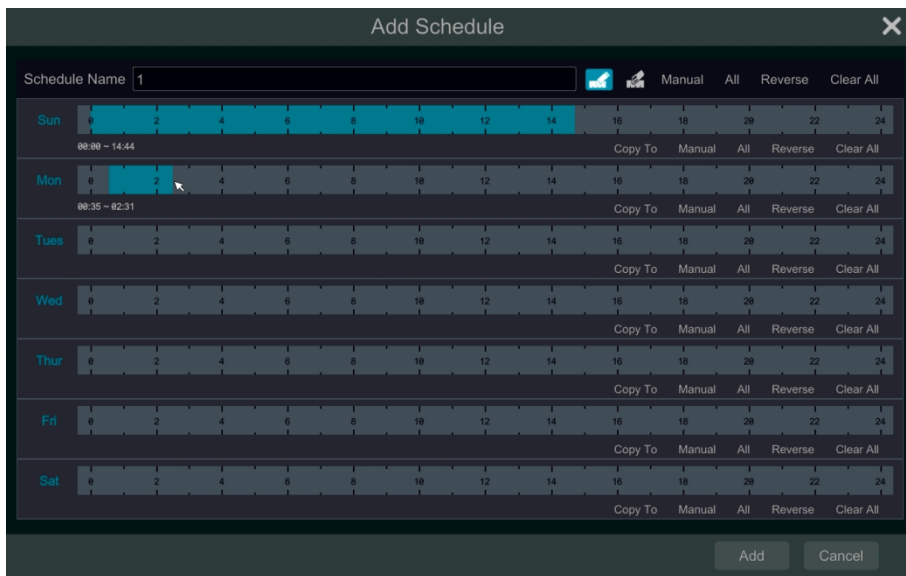 Add Schedule
Schedule Name 1 Manual All Reverse Clear All
Sun 0 2 4 6 8 10 12 14 16 18 20 22 24
00:00 ~ 14:44 Copy To Manual All Reverse Clear All
Mon 0 2 4 6 8 10 12 14 16 18 20 22 24
00:35 ~ 02:31 Copy To Manual All Reverse Clear All
Tues 0 2 4 6 8 10 12 14 16 18 20 22 24
Copy To Manual All Reverse Clear All
Wed 0 2 4 6 8 10 12 14 16 18 20 22 24
Copy To Manual All Reverse Clear All
Thur 0 2 4 6 8 10 12 14 16 18 20 22 24
Copy To Manual All Reverse Clear All
Fri 0 2 4 6 8 10 12 14 16 18 20 22 24
Copy To Manual All Reverse Clear All
Sat 0 2 4 6 8 10 12 14 16 18 20 22 24
Copy To Manual All Reverse Clear All
Add Cancel